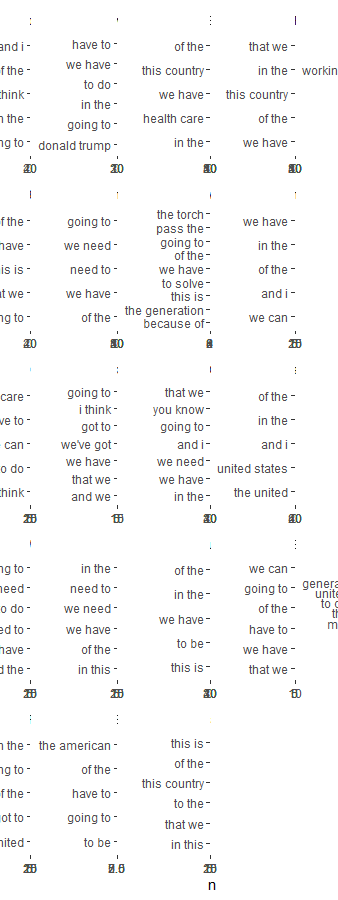 and i
of the
think
n the
ng to
have to
we have
to do
in the
going to
donald trump
of the
this country
we have
health care
in the
that we
in the
this country
of the
we have
workin
of the
have
is is
at we
ng to
going to
we need
need to
we have
of the
the torch
pass the
going to
of the
we have
to solve
this is
the generation
because of
we have
in the
of the
and i
we can
care
ve to
can
o do
think
going to
i think
got to
we've got
we have
that we
and we
that we
you know
going to
and i
we need
we have
in the
of the
in the
and i
united states
the united
ng to
need
o do
ed to
have
d the
in the
need to
we need
we have
of the
in this
of the
in the
we have
to be
this is
we can
going to
of the
have to
we have
that we
genera
unite
to
th
m
n the
ng to
of the
got to
nited
the american
of the
have to
going to
to be
this is
of the
this country
to the
that we
in this
n